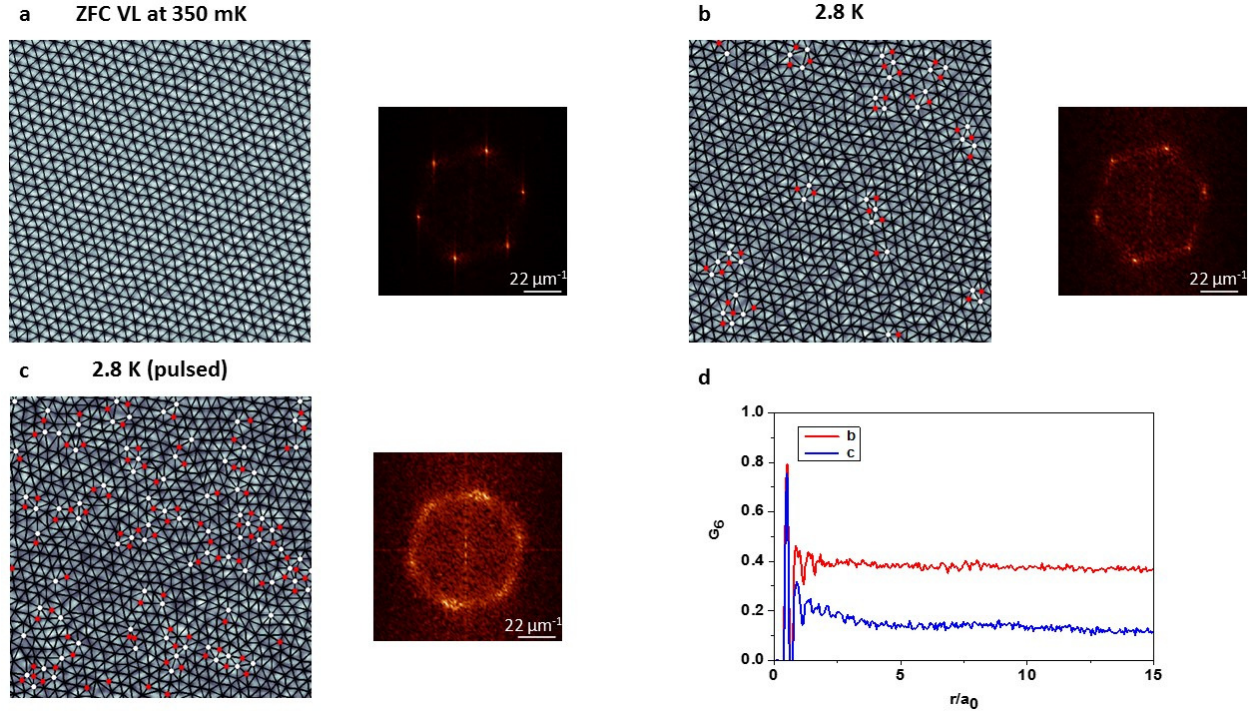 a ZFC VL at 350 mK
22 µm-1
b 2.8 K
22 µm-1
c 2.8 K (pulsed)
22 µm-1
d
1.0
0.8
0.6
0.4
0.2
0.0
G6
b
c
0 5 10 15
r/a0